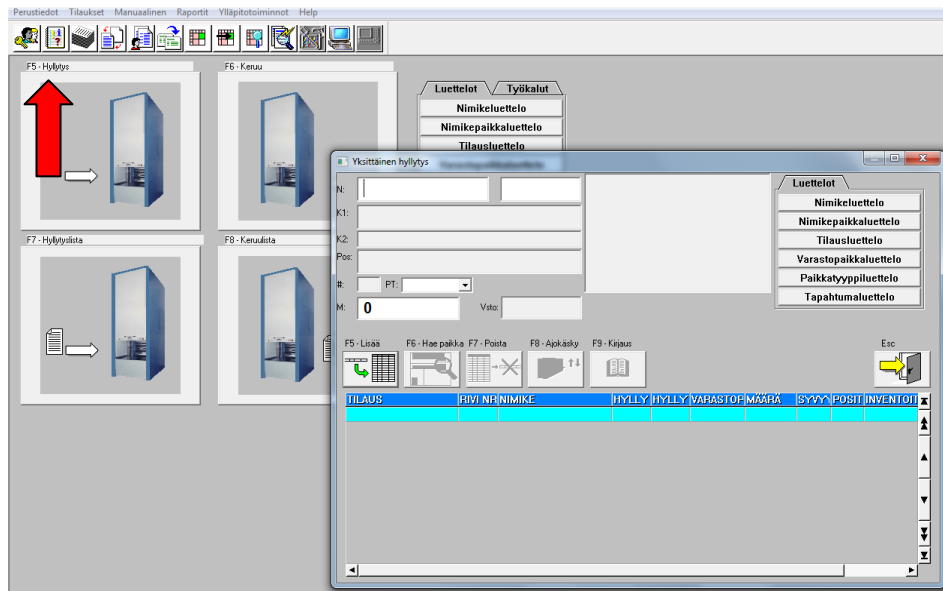 Perustiedot Tilaukset Manuaalinen Raportit Ylläpitotoiminnot Help
F5 - Hyllytys
F6 - Keruu
Luettelot Työkalut
Nimikeluettelo
Nimikepaikkaluettelo
Tilausluettelo
F7 - Hyllytyslista
F8 - Keruulista
Yksittäinen hyllytys
N:
K1:
K2:
Pos:
#: PT:
M: 0 Vsto:
Luettelot
Nimikeluettelo
Nimikepaikkaluettelo
Tilausluettelo
Varastopaikkaluettelo
Paikkatyyppiluettelo
Tapahtumaluettelo
F5 - Lisää F6 - Hae paikka F7 - Poista F8 - Ajokäsky F9 - Kirjaus Esc
TILAUS RIVI NR NIMIKE HYLLY HYLLY VARASTOP MÄÄRÄ SYVYY POSIT INVENTOIT